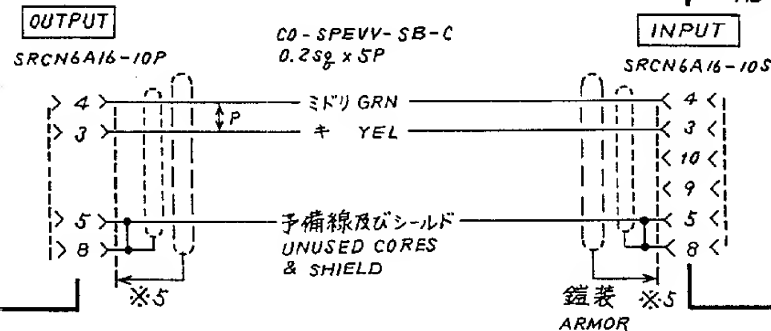 OUTPUT
SRCN6A16-10P
CO-SPEVV-SB-C
0.2sq x 5P
INPUT
SRCN6A16-10S
4
ミドリ GRN
4
P
3
キ YEL
3
10
9
5
予備線及びシールド
5
8
UNUSED CORES
8
& SHIELD
※5
鎧装
※5
ARMOR